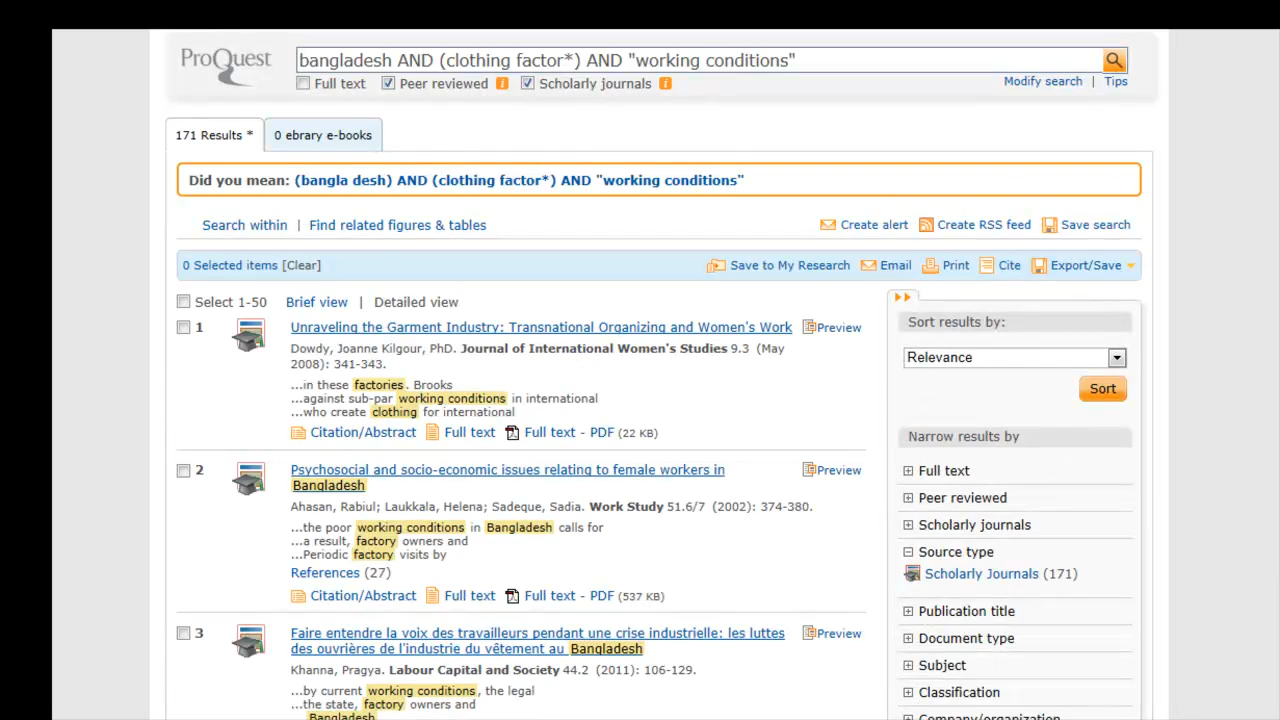 ProQuest
bangladesh AND (clothing factor*) AND "working conditions"
Full text Peer reviewed i Scholarly journals i
Modify search | Tips
171 Results * 0 ebrary e-books
Did you mean: (bangla desh) AND (clothing factor*) AND "working conditions"
Search within | Find related figures & tables Create alert Create RSS feed Save search
0 Selected items [Clear] Save to My Research Email Print Cite Export/Save
Select 1-50 Brief view | Detailed view
1 Unraveling the Garment Industry: Transnational Organizing and Women's Work Preview
Dowdy, Joanne Kilgour, PhD. Journal of International Women's Studies 9.3 (May
2008): 341-343.
...in these factories. Brooks
...against sub-par working conditions in international
...who create clothing for international
Citation/Abstract Full text Full text - PDF (22 KB)
2 Psychosocial and socio-economic issues relating to female workers in Preview
Bangladesh
Ahasan, Rabiul; Laukkala, Helena; Sadeque, Sadia. Work Study 51.6/7 (2002): 374-380.
...the poor working conditions in Bangladesh calls for
...a result, factory owners and
...Periodic factory visits by
References (27)
Citation/Abstract Full text Full text - PDF (537 KB)
3 Faire entendre la voix des travailleurs pendant une crise industrielle: les luttes Preview
des ouvrières de l'industrie du vêtement au Bangladesh
Khanna, Pragya. Labour Capital and Society 44.2 (2011): 106-129.
...by current working conditions, the legal
...the state, factory owners and
Bangladesh
Sort results by:
Relevance
Sort
Narrow results by
Full text
Peer reviewed
Scholarly journals
Source type
Scholarly Journals (171)
Publication title
Document type
Subject
Classification
Company/organization